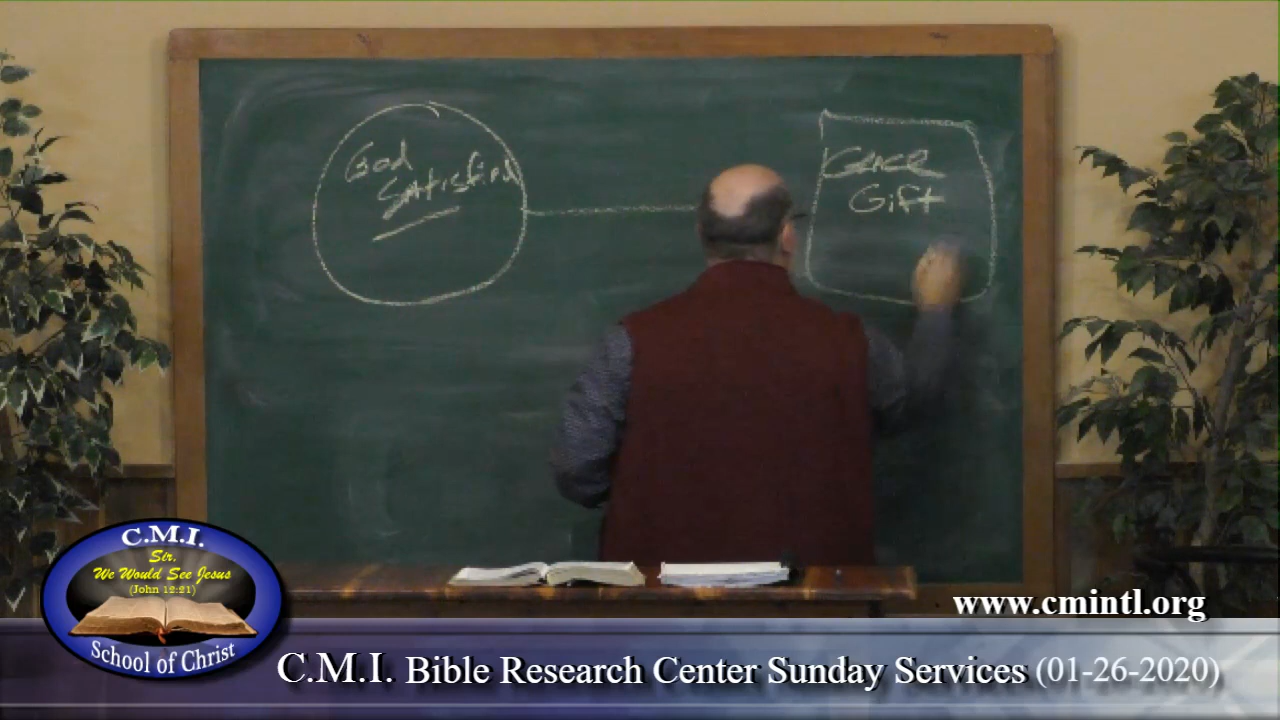 God
Satisfied
Grace
Gift
C.M.I.
Sir,
We Would See Jesus
(John 12:21)
School of Christ
www.cmintl.org
C.M.I. Bible Research Center Sunday Services (01-26-2020)